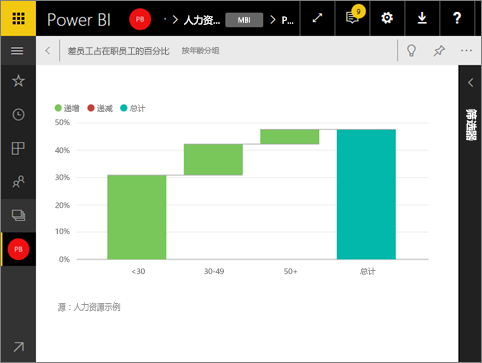 Power BI
PB
人力资...
MBI
P...
9
?
差员工占在职员工的百分比 按年龄分组
递增 递减 总计
筛选器
50%
40%
30%
20%
10%
0%
<30 30-49 50+ 总计
PB
源：人力资源示例